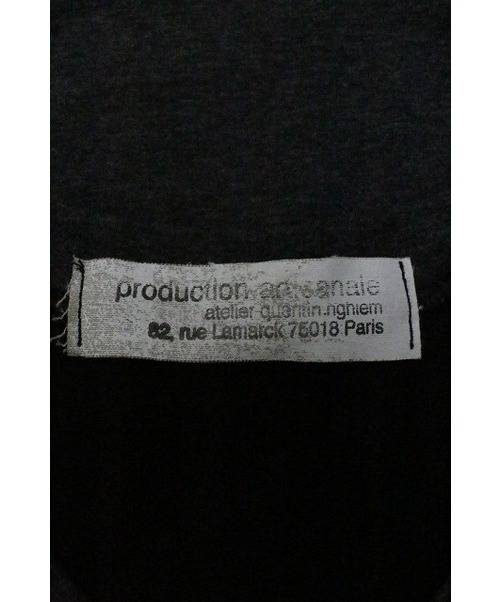 production artisanale
atelier quentin.nghiem
82, rue Lamarck 75018 Paris